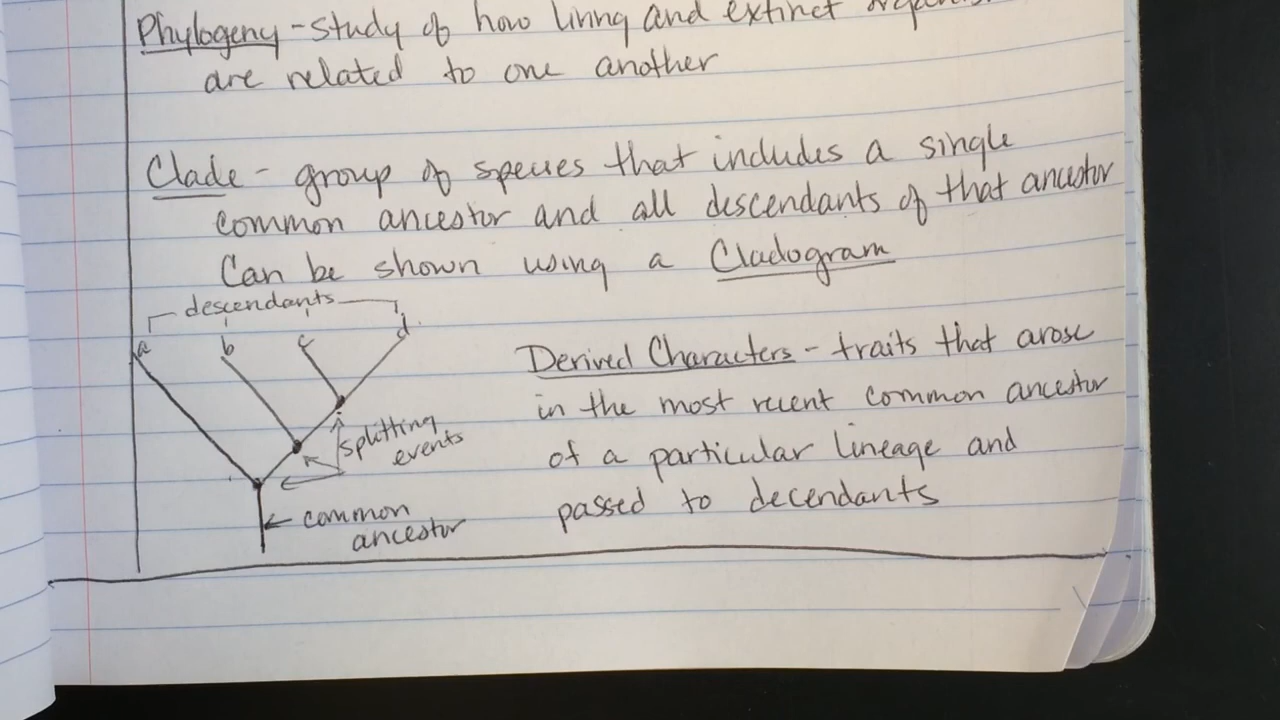 Phylogeny - study of how living and extinct
are related to one another
Clade - group of species that includes a single
common ancestor and all descendants of that ancestor
Can be shown using a Cladogram
descendants
a b c d
splitting
events
common
ancestor
Derived Characters - traits that arose
in the most recent common ancestor
of a particular lineage and
passed to decendants